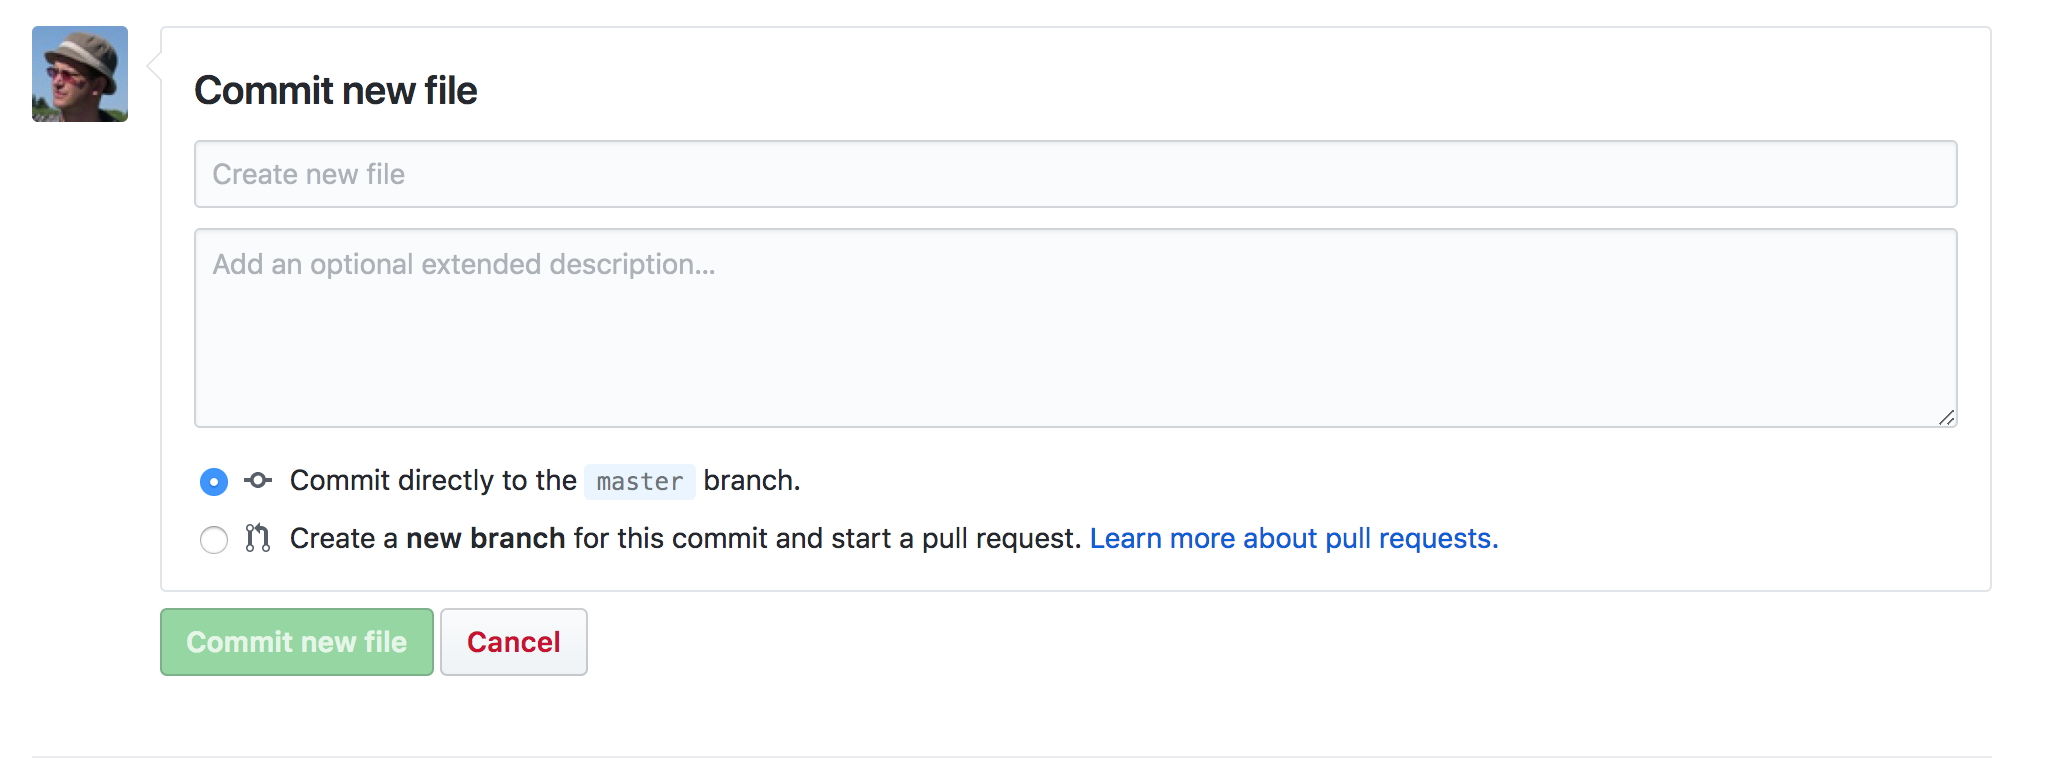 Commit new file
Create new file
Add an optional extended description...
Commit directly to the master branch.
Create a new branch for this commit and start a pull request. Learn more about pull requests.
Commit new file
Cancel